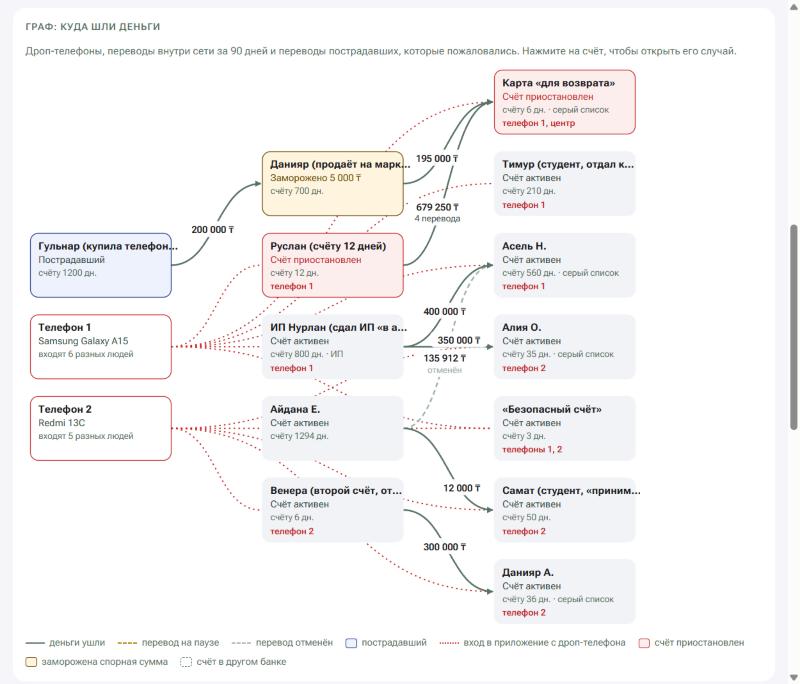 ГРАФ: КУДА ШЛИ ДЕНЬГИ
Дроп-телефоны, переводы внутри сети за 90 дней и переводы пострадавших, которые пожаловались. Нажмите на счёт, чтобы открыть его случай.
Карта «для возврата»
Счёт приостановлен
счёту 6 дн. · серый список
телефон 1, центр
Данияр (продаёт на марк...
Заморожено 5 000 ₸
счёту 700 дн.
195 000 ₸
Тимур (студент, отдал к...
Счёт активен
счёту 210 дн.
телефон 1
679 250 ₸
4 перевода
200 000 ₸
Гульнар (купила телефон...
Пострадавший
счёту 1200 дн.
Руслан (счёту 12 дней)
Счёт приостановлен
счёту 12 дн.
телефон 1
Асель Н.
Счёт активен
счёту 560 дн. · серый список
телефон 1
400 000 ₸
Телефон 1
Samsung Galaxy A15
входят 6 разных людей
ИП Нурлан (сдал ИП «в а...
Счёт активен
счёту 800 дн. · ИП
телефон 1
350 000 ₸
135 912 ₸
отменён
Алия О.
Счёт активен
счёту 35 дн. · серый список
телефон 2
Телефон 2
Redmi 13C
входят 5 разных людей
Айдана Е.
Счёт активен
счёту 1294 дн.
«Безопасный счёт»
Счёт активен
счёту 3 дн.
телефоны 1, 2
12 000 ₸
Венера (второй счёт, от...
Счёт активен
счёту 6 дн.
телефон 2
Самат (студент, «приним...
Счёт активен
счёту 50 дн.
телефон 2
300 000 ₸
Данияр А.
Счёт активен
счёту 36 дн. · серый список
телефон 2
деньги ушли
перевод на паузе
перевод отменён
пострадавший
вход в приложение с дроп-телефона
счёт приостановлен
заморожена спорная сумма
счёт в другом банке